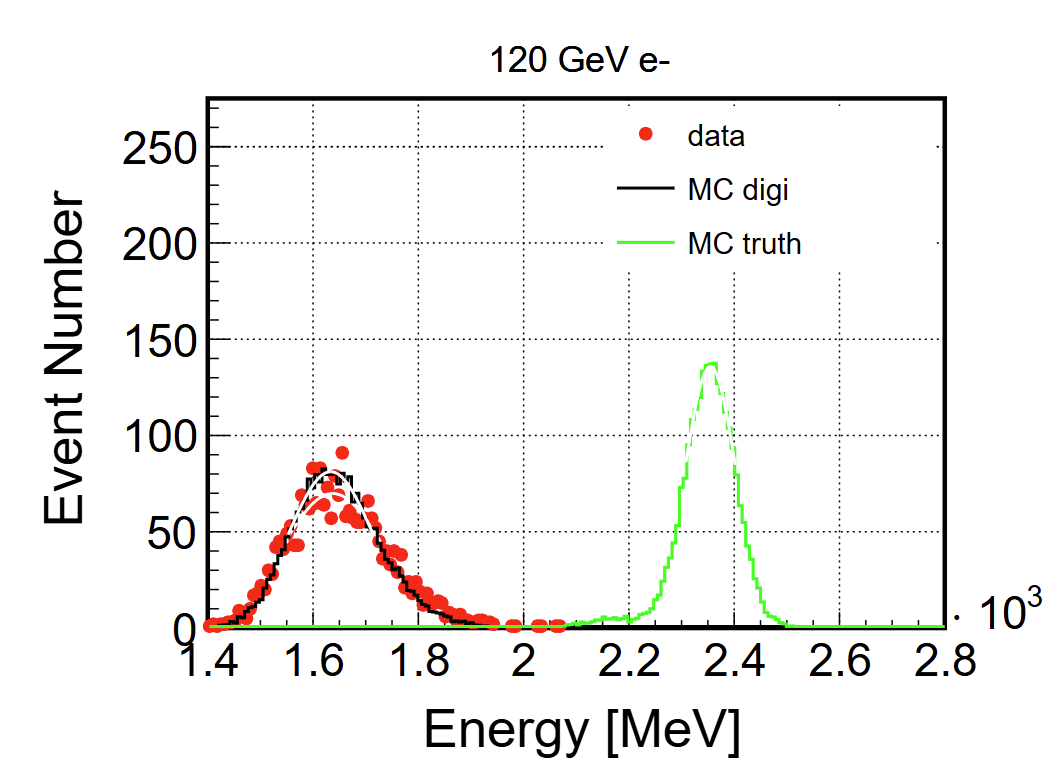 120 GeV e-
data
MC digi
MC truth
Event Number
250
200
150
100
50
0
1.4 1.6 1.8 2 2.2 2.4 2.6 2.8
· 10³
Energy [MeV]